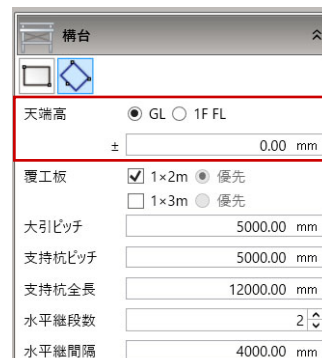 構台
天端高 GL 1F FL
± 0.00 mm
覆工板 1×2m 優先
1×3m 優先
大引ピッチ 5000.00 mm
支持杭ピッチ 5000.00 mm
支持杭全長 12000.00 mm
水平継段数 2
水平継間隔 4000.00 mm